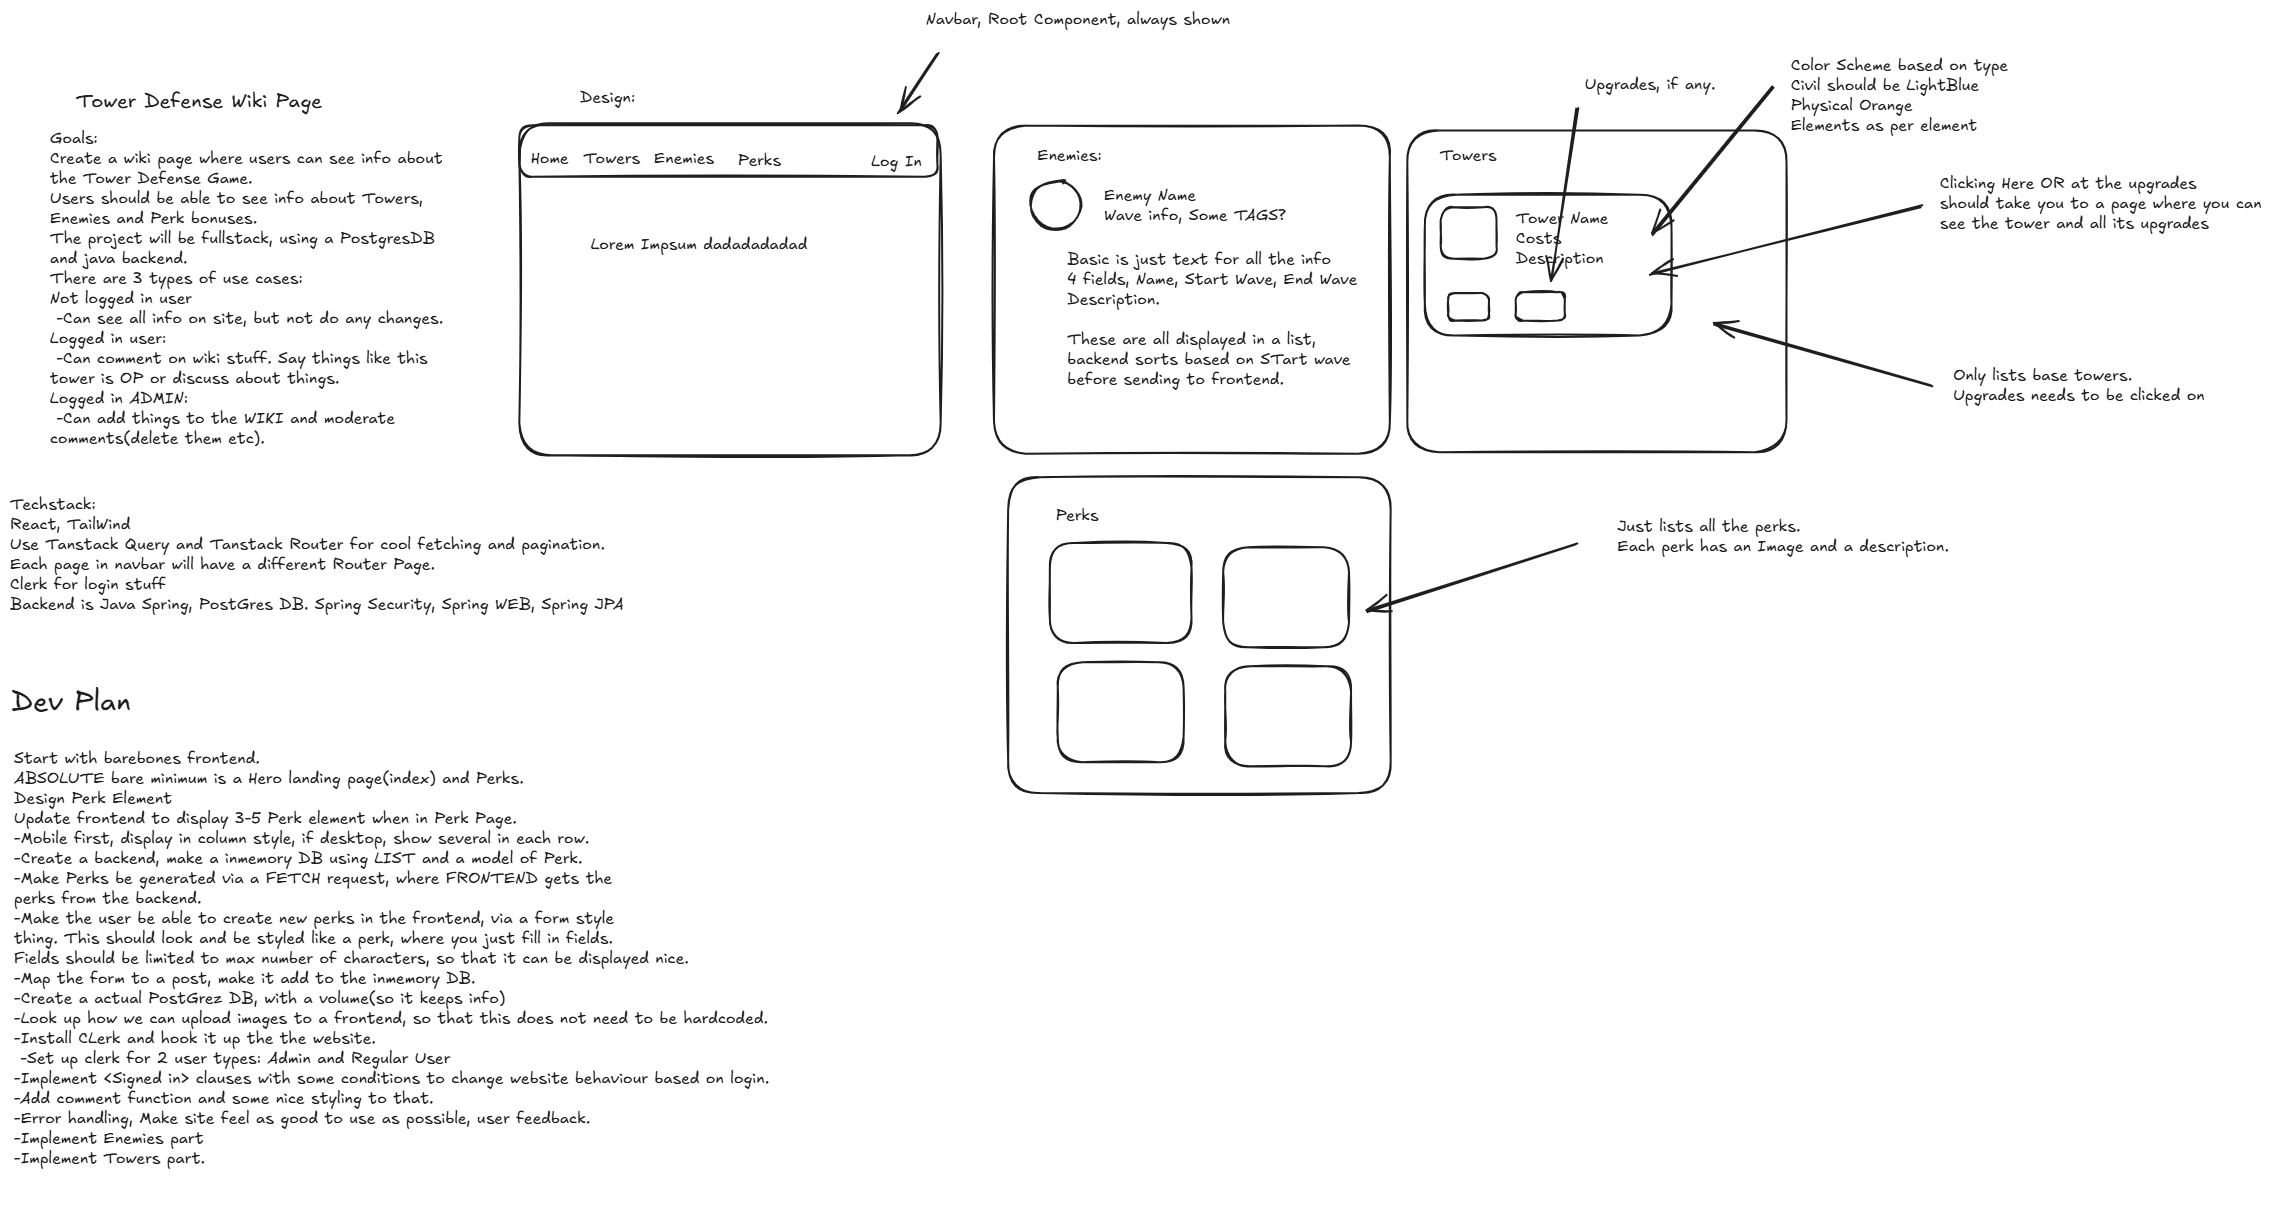 Navbar, Root Component, always shown
Tower Defense Wiki Page
Goals:
Create a wiki page where users can see info about
the Tower Defense Game.
Users should be able to see info about Towers,
Enemies and Perk bonuses.
The project will be fullstack, using a PostgresDB
and java backend.
There are 3 types of use cases:
Not logged in user
-Can see all info on site, but not do any changes.
Logged in user:
-Can comment on wiki stuff. Say things like this
tower is OP or discuss about things.
Logged in ADMIN:
-Can add things to the WIKI and moderate
comments(delete them etc).
Design:
Home Towers Enemies Perks Log In
Lorem Impsum dadadadadad
Enemies:
Enemy Name
Wave info, Some TAGS?
Basic is just text for all the info
4 fields, Name, Start Wave, End Wave
Description.
These are all displayed in a list,
backend sorts based on STart wave
before sending to frontend.
Upgrades, if any.
Color Scheme based on type
Civil should be LightBlue
Physical Orange
Elements as per element
Towers
Tower Name
Costs
Description
Clicking Here OR at the upgrades
should take you to a page where you can
see the tower and all its upgrades
Only lists base towers.
Upgrades needs to be clicked on
Techstack:
React, TailWind
Use Tanstack Query and Tanstack Router for cool fetching and pagination.
Each page in navbar will have a different Router Page.
Clerk for login stuff
Backend is Java Spring, PostGres DB. Spring Security, Spring WEB, Spring JPA
Perks
Just lists all the perks.
Each perk has an Image and a description.
Dev Plan
Start with barebones frontend.
ABSOLUTE bare minimum is a Hero landing page(index) and Perks.
Design Perk Element
Update frontend to display 3-5 Perk element when in Perk Page.
-Mobile first, display in column style, if desktop, show several in each row.
-Create a backend, make a inmemory DB using LIST and a model of Perk.
-Make Perks be generated via a FETCH request, where FRONTEND gets the
perks from the backend.
-Make the user be able to create new perks in the frontend, via a form style
thing. This should look and be styled like a perk, where you just fill in fields.
Fields should be limited to max number of characters, so that it can be displayed nice.
-Map the form to a post, make it add to the inmemory DB.
-Create a actual PostGrez DB, with a volume(so it keeps info)
-Look up how we can upload images to a frontend, so that this does not need to be hardcoded.
-Install CLerk and hook it up the the website.
-Set up clerk for 2 user types: Admin and Regular User
-Implement <Signed in> clauses with some conditions to change website behaviour based on login.
-Add comment function and some nice styling to that.
-Error handling, Make site feel as good to use as possible, user feedback.
-Implement Enemies part
-Implement Towers part.